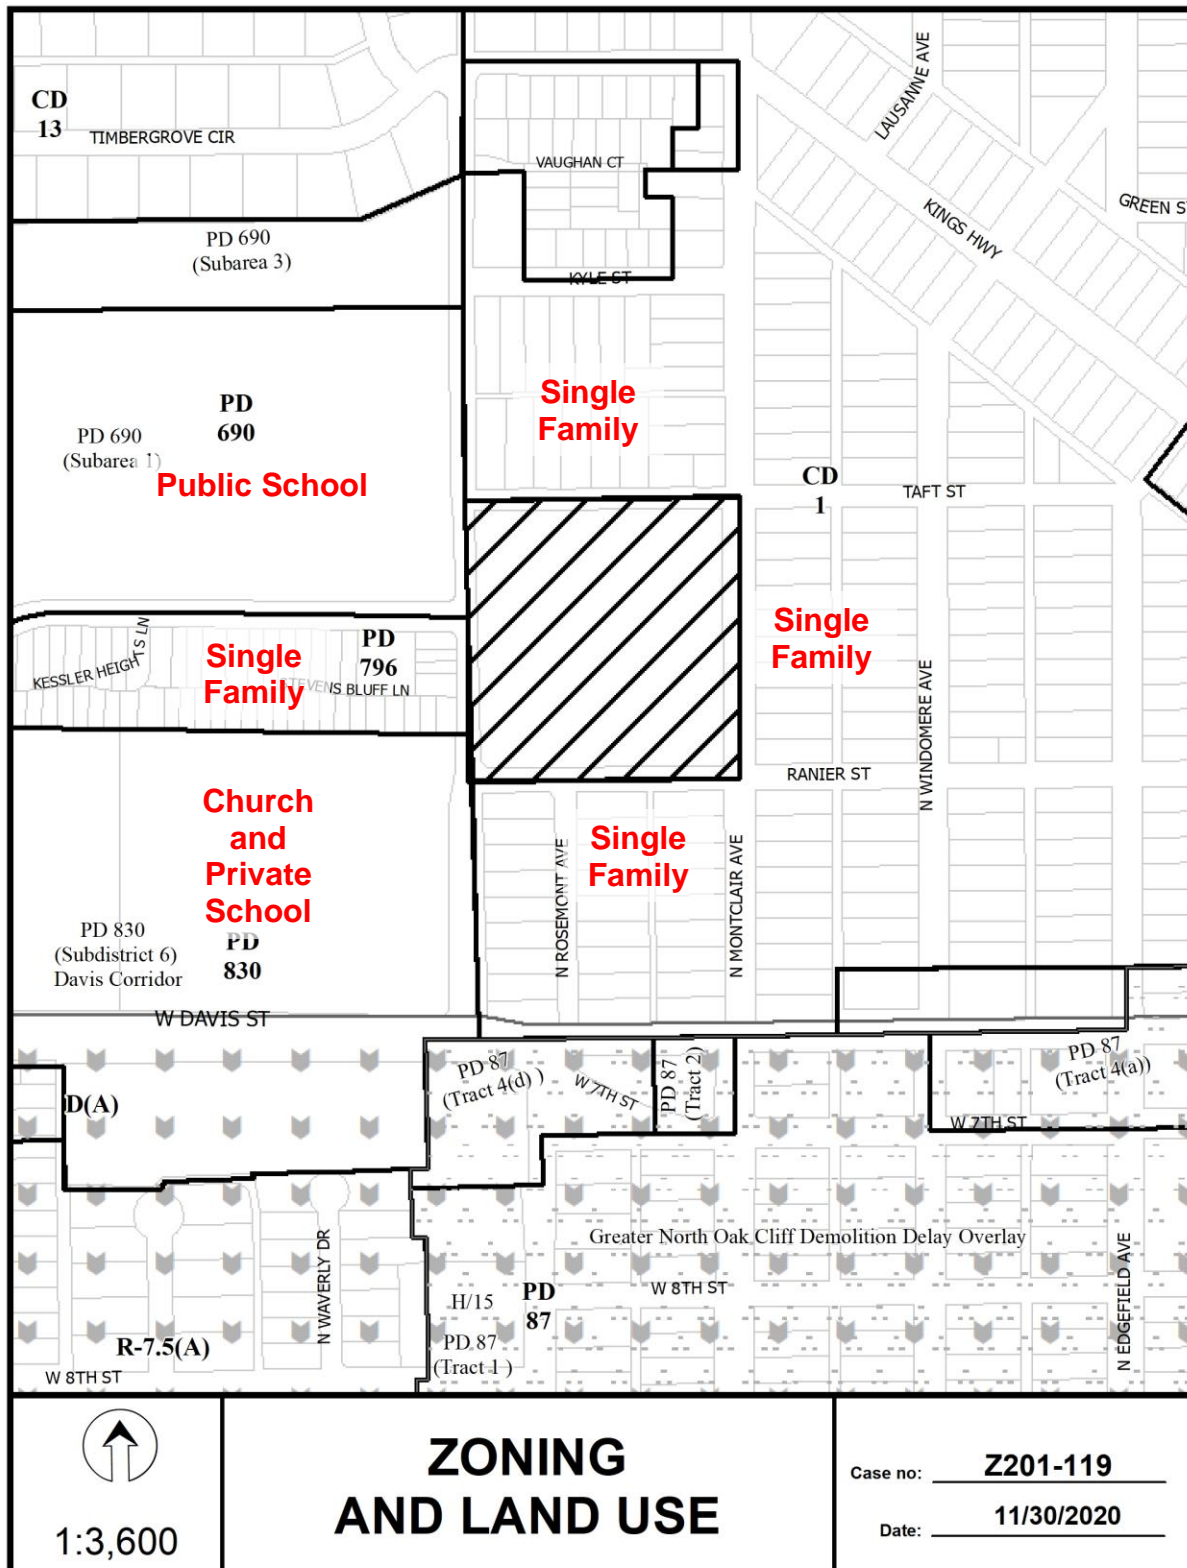 CD
13
TIMBERGROVE CIR
LAUSANNE AVE
VAUGHAN CT
KINGS HWY
GREEN ST
PD 690
(Subarea 3)
KYLE ST
PD
690
PD 690
(Subarea 1)
Public School
Single
Family
CD
1
TAFT ST
KESSLER HEIGHTS LN
Single
Family
PD
796
STEVENS BLUFF LN
Single
Family
N WINDOMERE AVE
RANIER ST
Church
and
Private
School
PD 830
(Subdistrict 6)
Davis Corridor
PD
830
Single
Family
N ROSEMONT AVE
N MONTCLAIR AVE
W DAVIS ST
D(A)
PD 87
(Tract 4(d) )
W 7TH ST
PD 87
(Tract 2)
PD 87
(Tract 4(a))
W 7TH ST
Greater North Oak Cliff Demolition Delay Overlay
N WAVERLY DR
H/15
PD
87
W 8TH ST
N EDGEFIELD AVE
PD 87
(Tract 1 )
R-7.5(A)
W 8TH ST
1:3,600
ZONING
AND LAND USE
Case no: Z201-119
Date: 11/30/2020